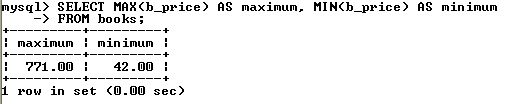 mysql> SELECT MAX(b_price) AS maximum, MIN(b_price) AS minimum
    -> FROM books;
+---------+---------+
| maximum | minimum |
+---------+---------+
|  771.00 |   42.00 |
+---------+---------+
1 row in set (0.00 sec)